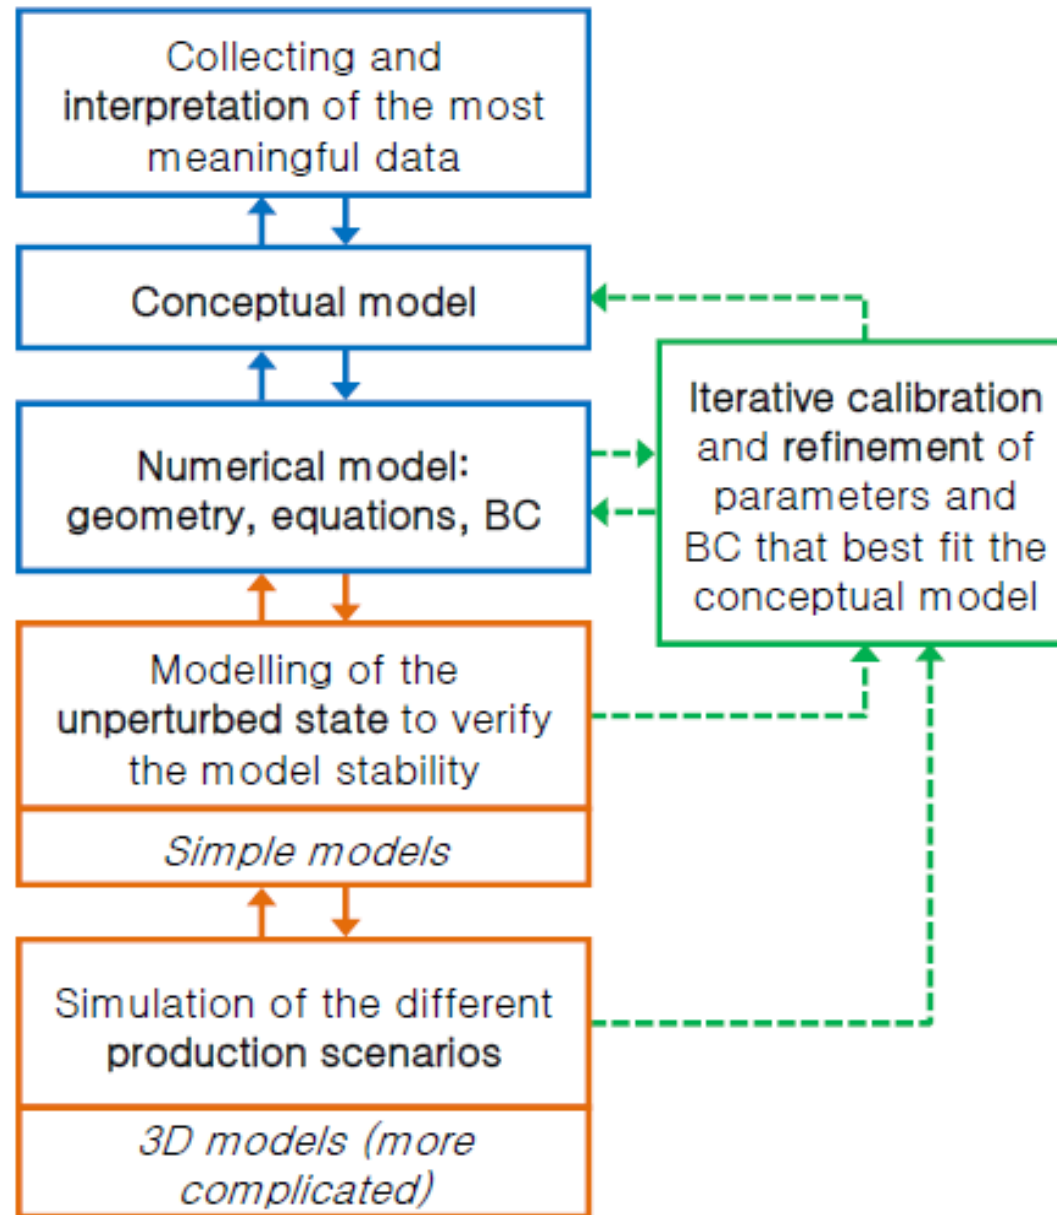 Collecting and
interpretation of the most
meaningful data
Conceptual model
Numerical model:
geometry, equations, BC
Iterative calibration
and refinement of
parameters and
BC that best fit the
conceptual model
Modelling of the
unperturbed state to verify
the model stability
Simple models
Simulation of the different
production scenarios
3D models (more
complicated)